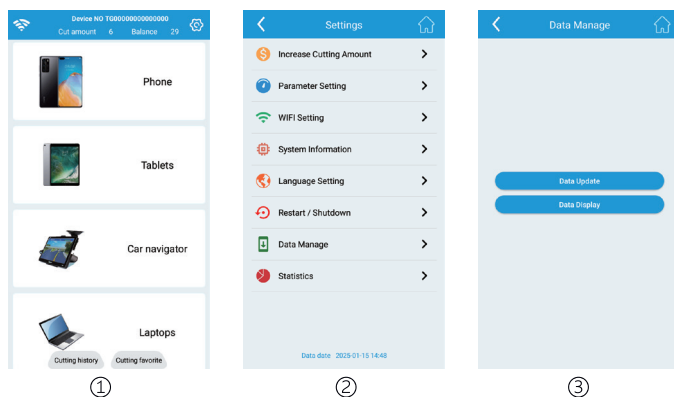 Device NO TG00000000000000
Cut amount 6 Balance 29
Phone
Tablets
Car navigator
Laptops
Cutting history Cutting favorite
①
Settings
Increase Cutting Amount
Parameter Setting
WIFI Setting
System Information
Language Setting
Restart / Shutdown
Data Manage
Statistics
Data date 2025-01-15 14:48
②
Data Manage
Data Update
Data Display
③